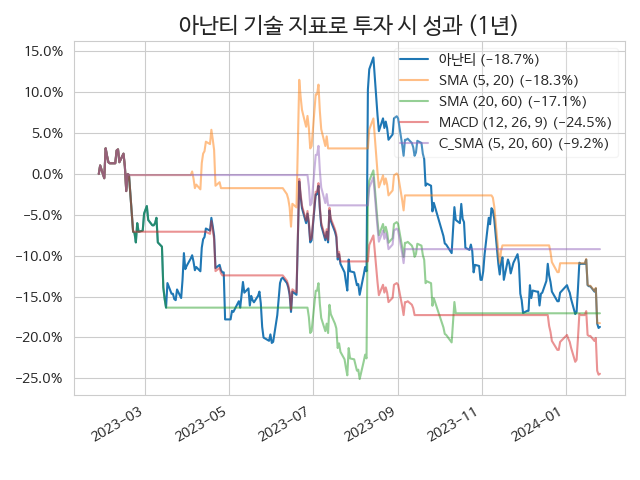 아난티 기술 지표로 투자 시 성과 (1년)
15.0%
10.0%
5.0%
0.0%
−5.0%
−10.0%
−15.0%
−20.0%
−25.0%
아난티 (−18.7%)
SMA (5, 20) (−18.3%)
SMA (20, 60) (−17.1%)
MACD (12, 26, 9) (−24.5%)
C_SMA (5, 20, 60) (−9.2%)
2023−03
2023−05
2023−07
2023−09
2023−11
2024−01